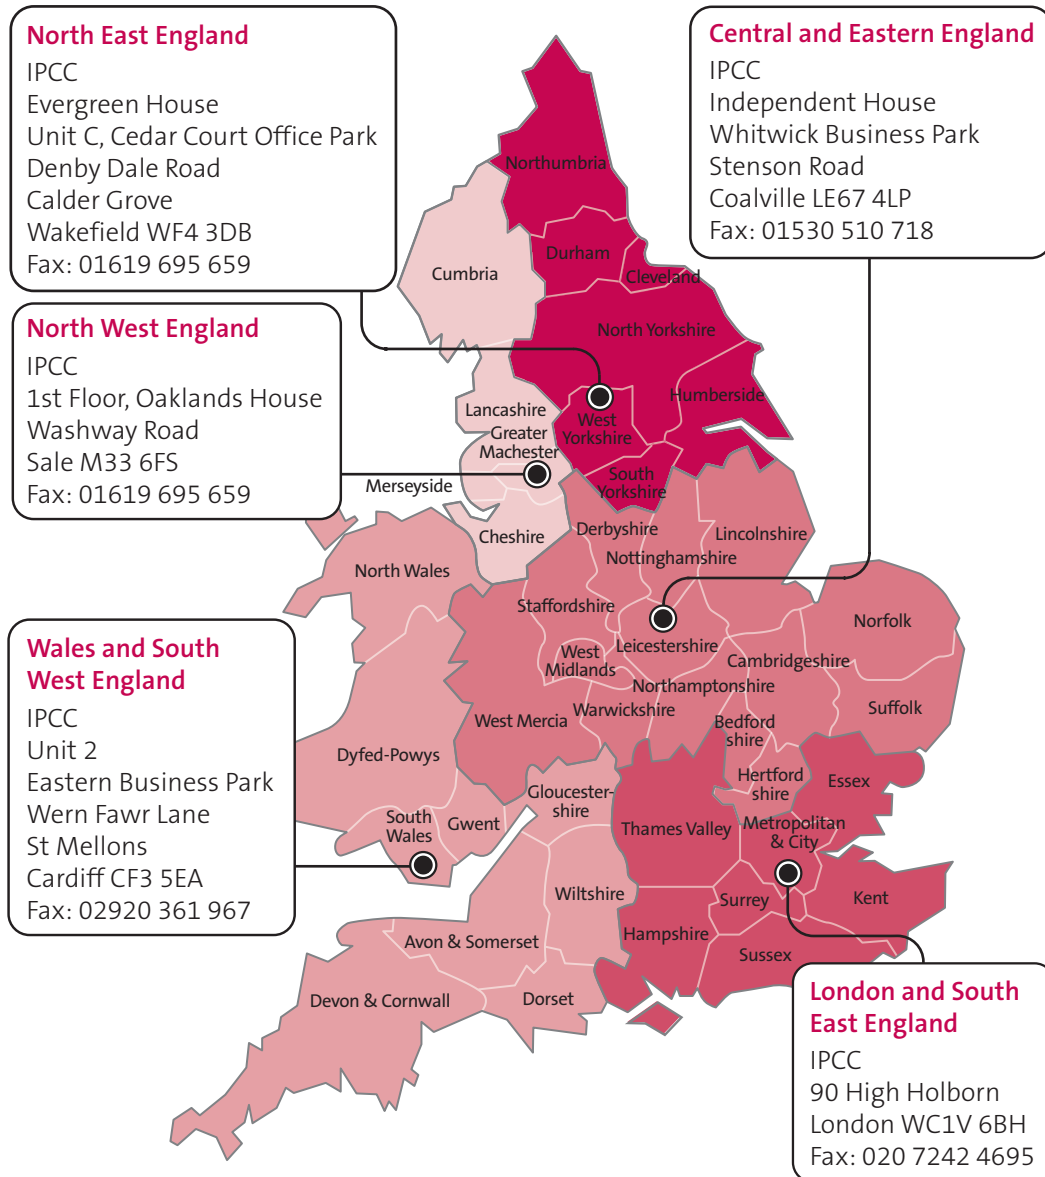 North East England
IPCC
Evergreen House
Unit C, Cedar Court Office Park
Denby Dale Road
Calder Grove
Wakefield WF4 3DB
Fax: 01619 695 659
Central and Eastern England
IPCC
Independent House
Whitwick Business Park
Stenson Road
Coalville LE67 4LP
Fax: 01530 510 718
North West England
IPCC
1st Floor, Oaklands House
Washway Road
Sale M33 6FS
Fax: 01619 695 659
Wales and South
West England
IPCC
Unit 2
Eastern Business Park
Wern Fawr Lane
St Mellons
Cardiff CF3 5EA
Fax: 02920 361 967
London and South
East England
IPCC
90 High Holborn
London WC1V 6BH
Fax: 020 7242 4695
Northumbria
Durham
Cleveland
Cumbria
North Yorkshire
Humberside
Lancashire
West
Yorkshire
Greater
Machester
South
Yorkshire
Merseyside
Cheshire
Derbyshire
Nottinghamshire
Lincolnshire
North Wales
Staffordshire
Leicestershire
Norfolk
West
Midlands
Cambridgeshire
Northamptonshire
Suffolk
West Mercia
Warwickshire
Bedford
shire
Dyfed-Powys
Hertford
shire
Essex
Gloucester-
shire
South
Wales
Gwent
Thames Valley
Metropolitan
& City
Wiltshire
Surrey
Kent
Hampshire
Avon & Somerset
Sussex
Devon & Cornwall
Dorset